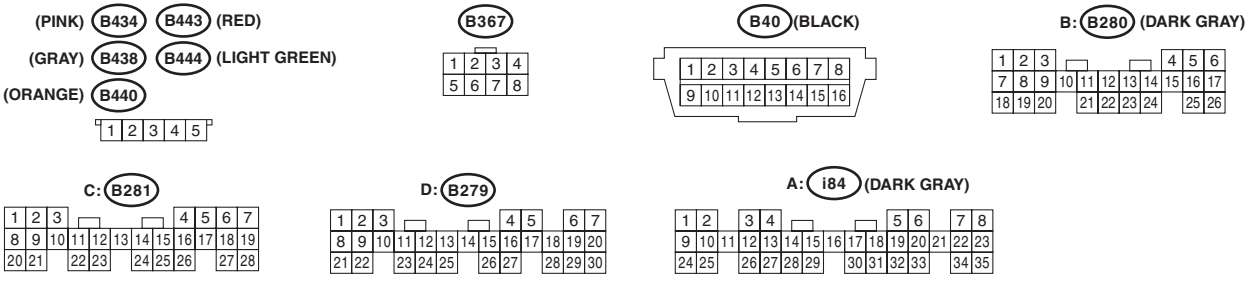 (PINK) B434 B443 (RED)
(GRAY) B438 B444 (LIGHT GREEN)
(ORANGE) B440
1 2 3 4 5
B367
1 2 3 4
5 6 7 8
B40 (BLACK)
1 2 3 4 5 6 7 8
9 10 11 12 13 14 15 16
B: B280 (DARK GRAY)
1 2 3 4 5 6
7 8 9 10 11 12 13 14 15 16 17
18 19 20 21 22 23 24 25 26
C: B281
1 2 3 4 5 6 7
8 9 10 11 12 13 14 15 16 17 18 19
20 21 22 23 24 25 26 27 28
D: B279
1 2 3 4 5 6 7
8 9 10 11 12 13 14 15 16 17 18 19 20
21 22 23 24 25 26 27 28 29 30
A: i84 (DARK GRAY)
1 2 3 4 5 6 7 8
9 10 11 12 13 14 15 16 17 18 19 20 21 22 23
24 25 26 27 28 29 30 31 32 33 34 35